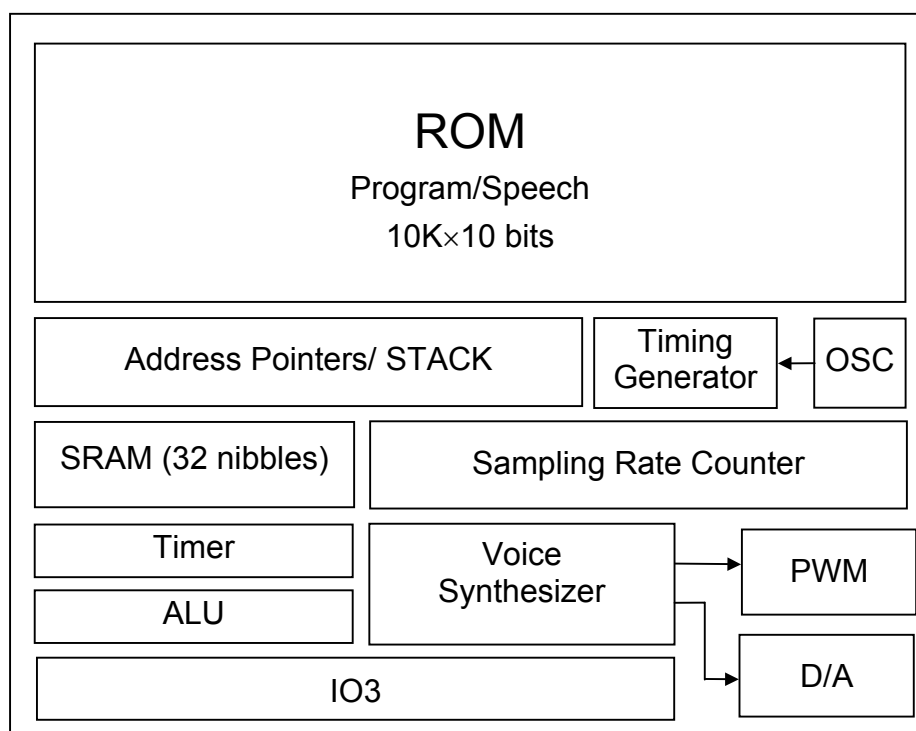 ROM
Program/Speech
10K×10 bits
Address Pointers/ STACK
Timing
Generator
OSC
SRAM (32 nibbles)
Sampling Rate Counter
Timer
Voice
Synthesizer
PWM
ALU
IO3
D/A